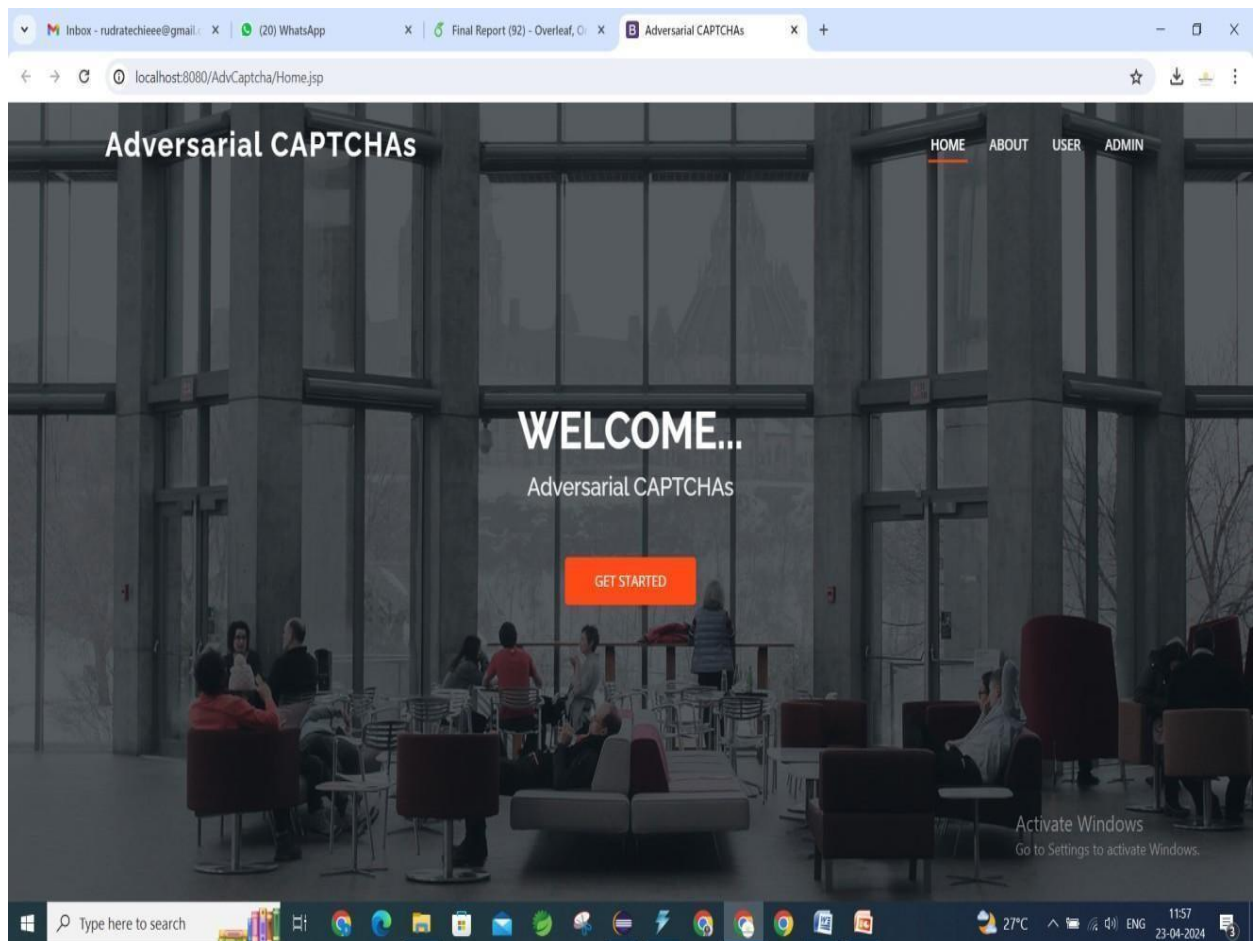 Inbox - rudratechieee@gmail.c
(20) WhatsApp
Final Report (92) - Overleaf, O
Adversarial CAPTCHAs
localhost:8080/AdvCaptcha/Home.jsp
Adversarial CAPTCHAs
HOME ABOUT USER ADMIN
WELCOME...
Adversarial CAPTCHAs
GET STARTED
Activate Windows
Go to Settings to activate Windows.
Type here to search
27°C
ENG
11:57
23-04-2024
3